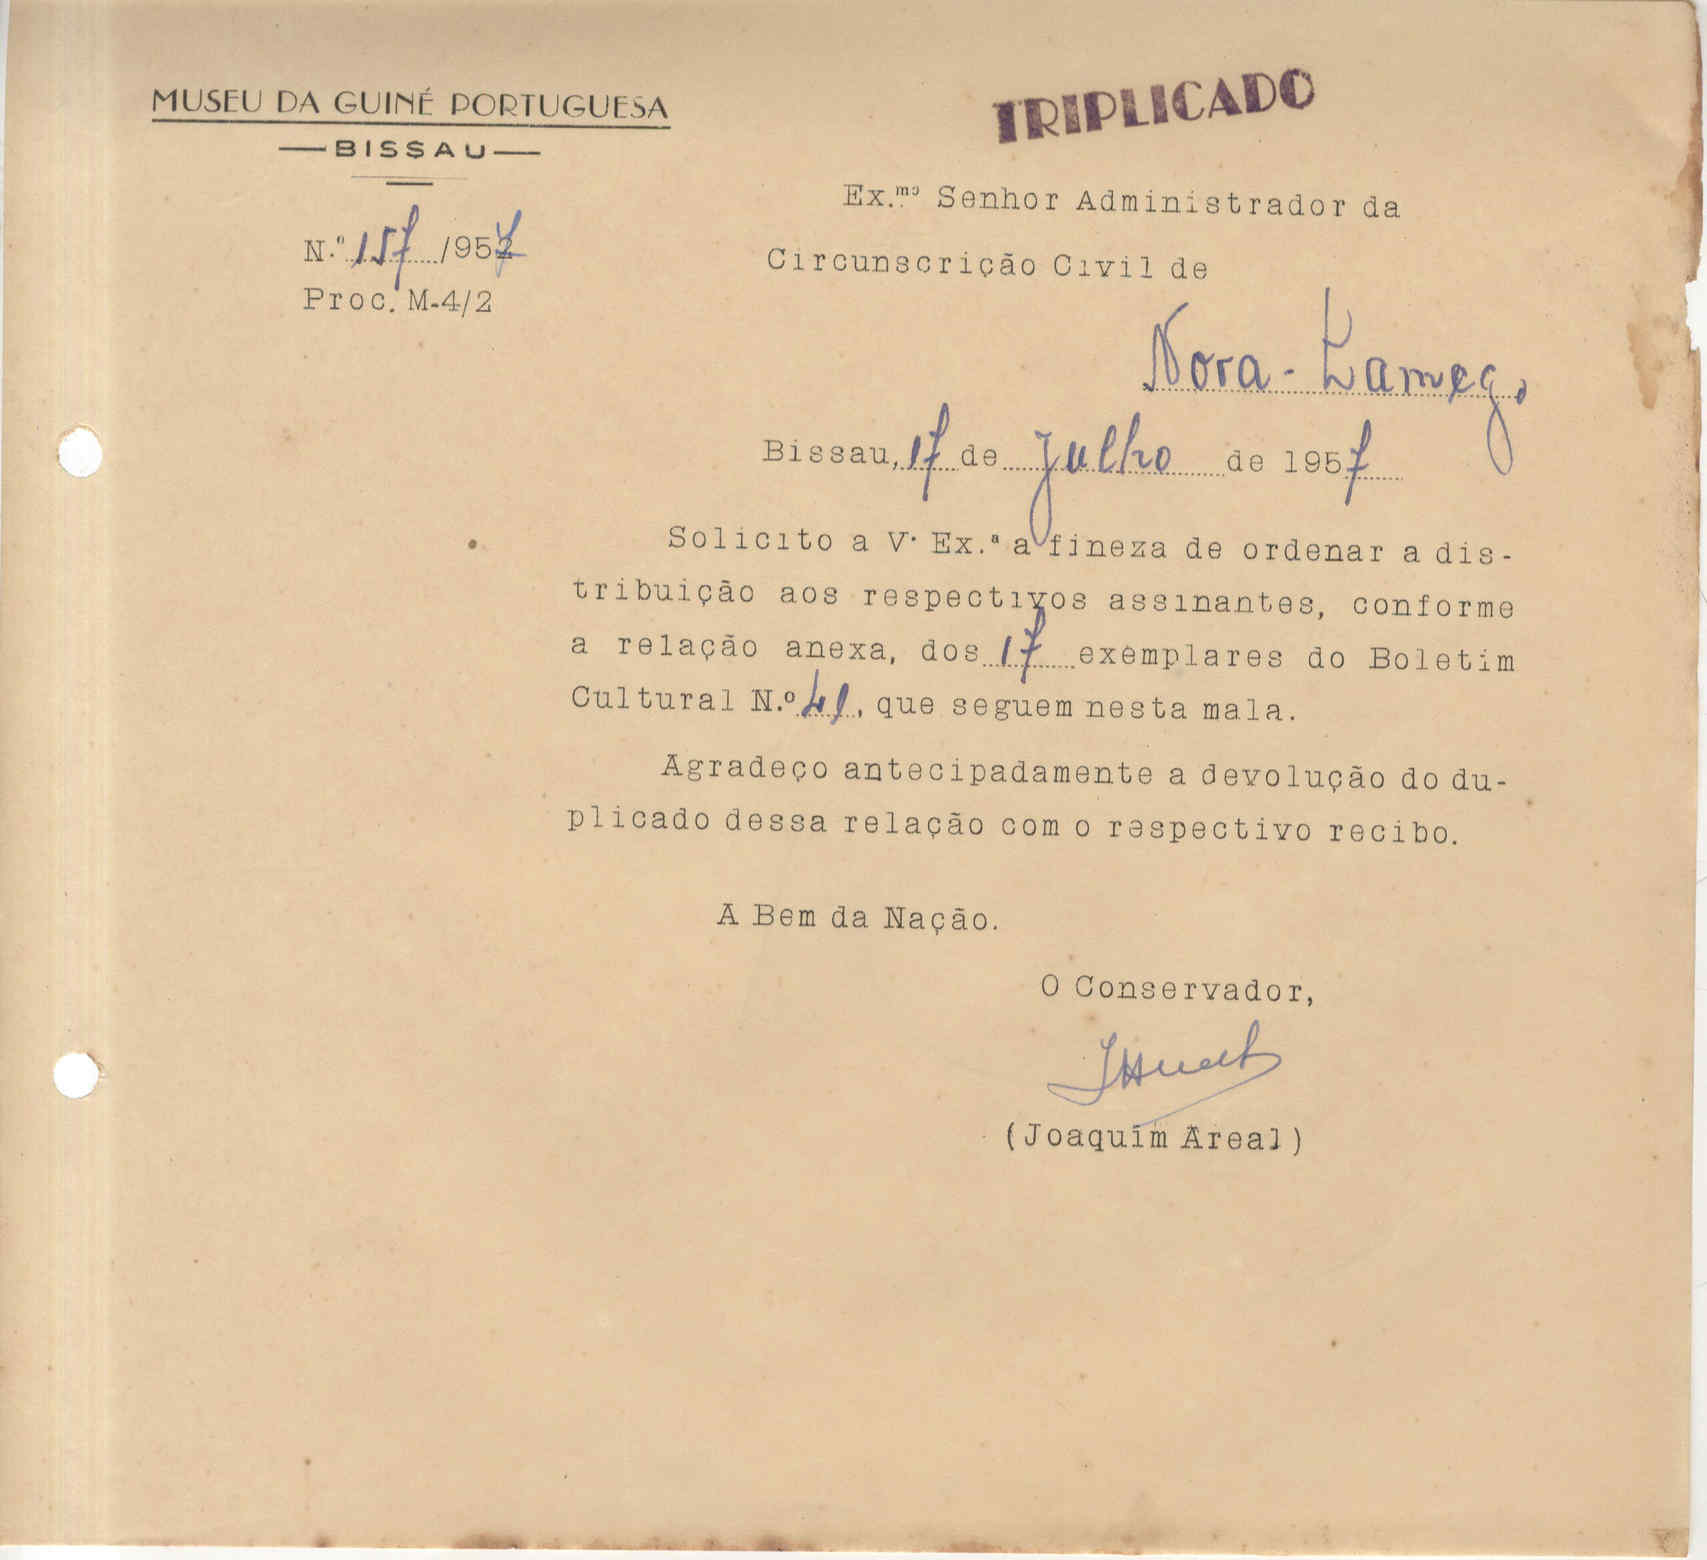 MUSEU DA GUINÉ PORTUGUESA
BISSAU
TRIPLICADO
N.º 157 /957
Proc. M-4/2
Ex.mo Senhor Administrador da
Circunscrição Civil de
Nova-Lamego
Bissau, 17 de Julho de 1957
Solicito a V. Ex.ª a fineza de ordenar a dis-
tribuição aos respectivos assinantes, conforme
a relação anexa, dos 17 exemplares do Boletim
Cultural N.º 41, que seguem nesta mala.
Agradeço antecipadamente a devolução do du-
plicado dessa relação com o respectivo recibo.
A Bem da Nação.
O Conservador,
(Joaquim Areal)